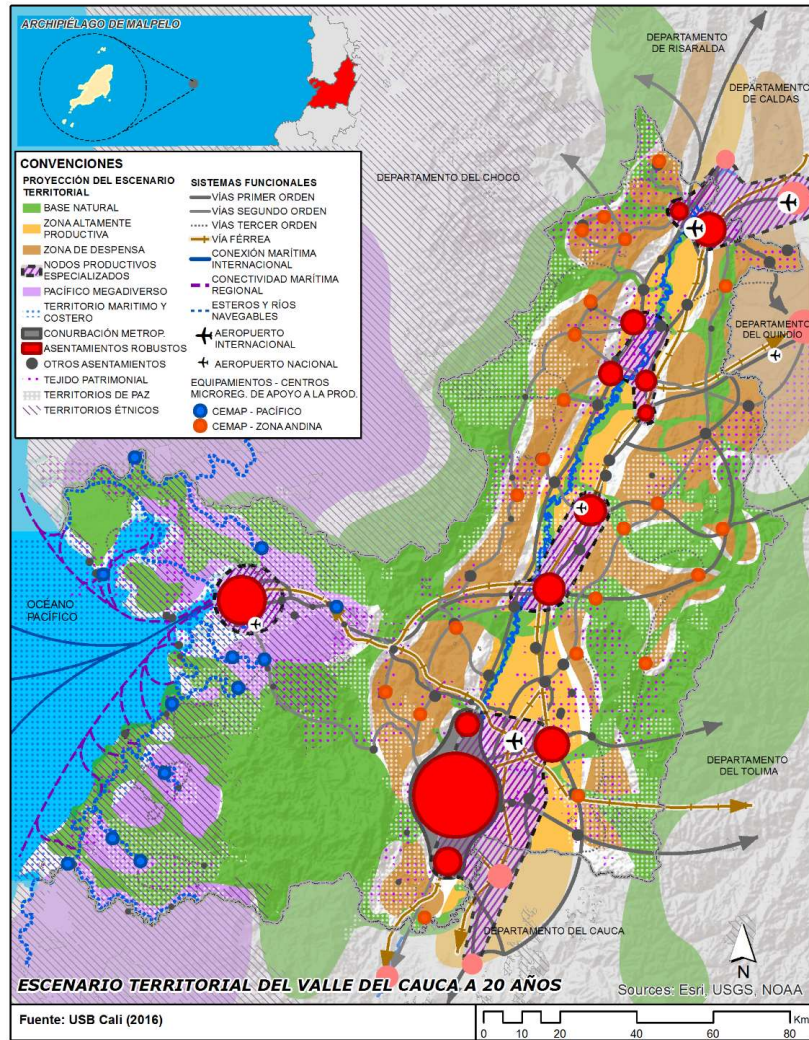 ARCHIPIÉLAGO DE MALPELO
DEPARTAMENTO
DE RISARALDA
DEPARTAMENTO
DE CALDAS
DEPARTAMENTO DEL CHOCÓ
CONVENCIONES
PROYECCIÓN DEL ESCENARIO
TERRITORIAL
BASE NATURAL
ZONA ALTAMENTE
PRODUCTIVA
ZONA DE DESPENSA
NODOS PRODUCTIVOS
ESPECIALIZADOS
PACÍFICO MEGADIVERSO
TERRITORIO MARITIMO Y
COSTERO
CONURBACIÓN METROP.
ASENTAMIENTOS ROBUSTOS
OTROS ASENTAMIENTOS
TEJIDO PATRIMONIAL
TERRITORIOS DE PAZ
TERRITORIOS ÉTNICOS
SISTEMAS FUNCIONALES
VÍAS PRIMER ORDEN
VÍAS SEGUNDO ORDEN
VÍAS TERCER ORDEN
VÍA FÉRREA
CONEXIÓN MARÍTIMA
INTERNACIONAL
CONECTIVIDAD MARÍTIMA
REGIONAL
ESTEROS Y RÍOS
NAVEGABLES
AEROPUERTO
INTERNACIONAL
AEROPUERTO NACIONAL
EQUIPAMIENTOS - CENTROS
MICROREG. DE APOYO A LA PROD.
CEMAP - PACÍFICO
CEMAP - ZONA ANDINA
DEPARTAMENTO
DEL QUINDÍO
OCÉANO
PACÍFICO
DEPARTAMENTO
DEL TOLIMA
DEPARTAMENTO DEL CAUCA
N
ESCENARIO TERRITORIAL DEL VALLE DEL CAUCA A 20 AÑOS
Sources: Esri, USGS, NOAA
Fuente: USB Cali (2016)
Km
0 10 20 40 60 80